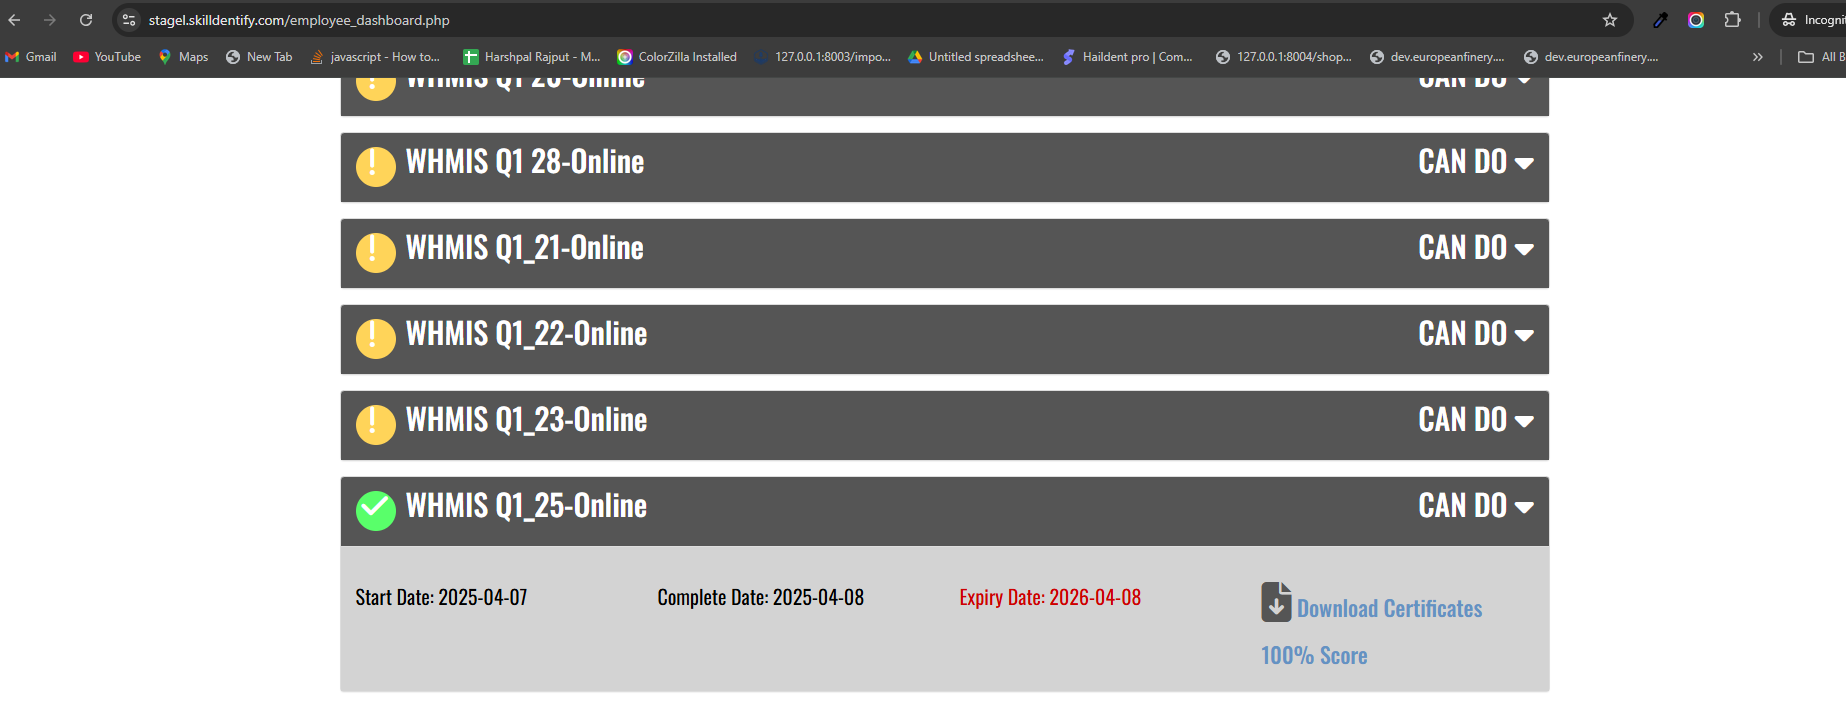 stagel.skilldentify.com/employee_dashboard.php
Incogni
Gmail YouTube Maps New Tab javascript - How to... Harshpal Rajput - M... ColorZilla Installed 127.0.0.1:8003/impo... Untitled spreadshee... Haildent pro | Com... 127.0.0.1:8004/shop... dev.europeanfinery.... dev.europeanfinery.... » All B
CAN DO
WHMIS Q1 28-Online CAN DO
WHMIS Q1_21-Online CAN DO
WHMIS Q1_22-Online CAN DO
WHMIS Q1_23-Online CAN DO
WHMIS Q1_25-Online CAN DO
Start Date: 2025-04-07 Complete Date: 2025-04-08 Expiry Date: 2026-04-08 Download Certificates
100% Score